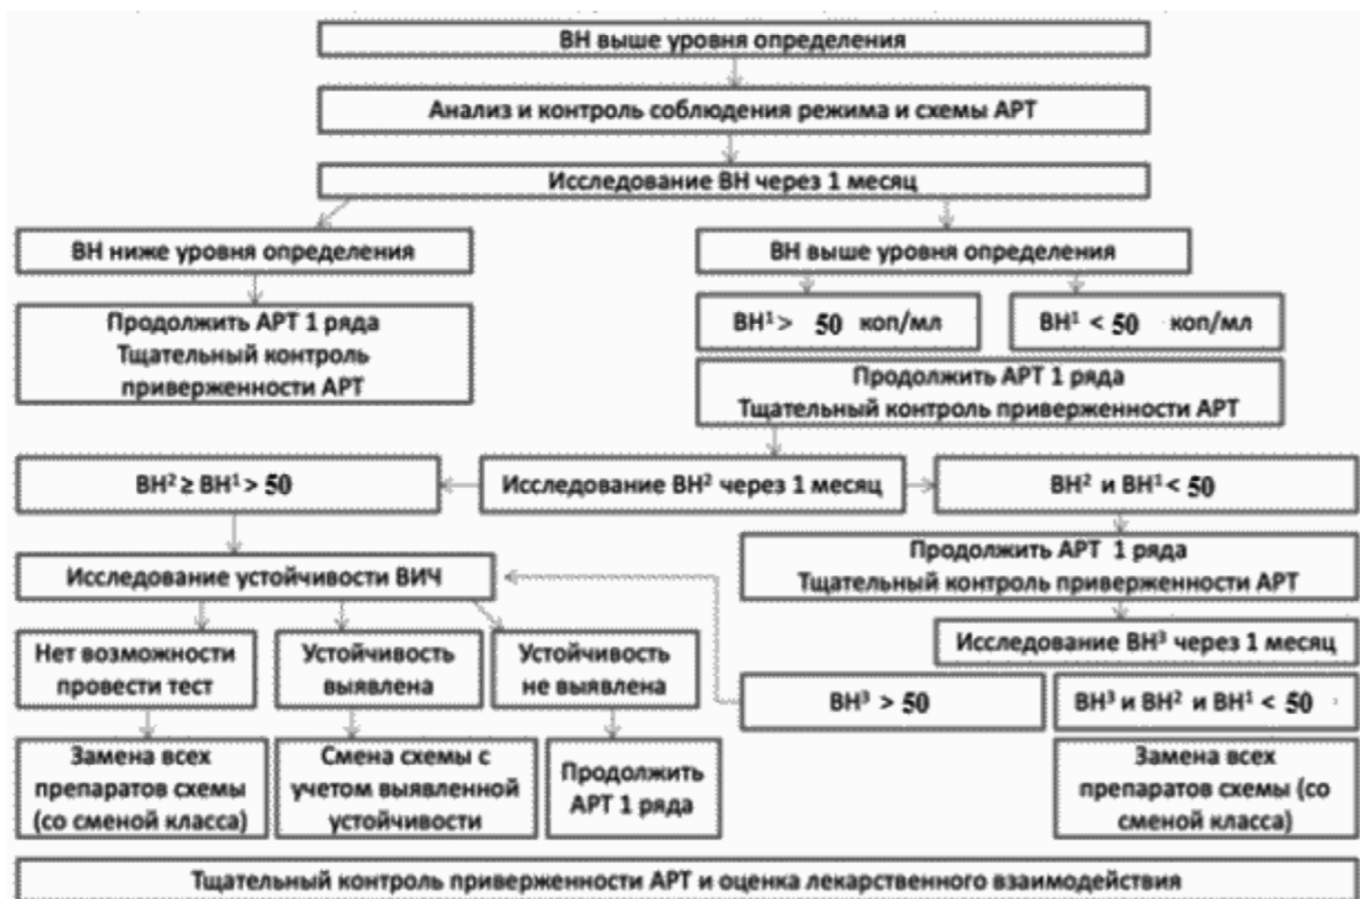 ВН выше уровня определения
Анализ и контроль соблюдения режима и схемы АРТ
Исследование ВН через 1 месяц
ВН ниже уровня определения
ВН выше уровня определения
Продолжить АРТ 1 ряда
Тщательный контроль
приверженности АРТ
ВН¹ > 50 коп/мл
ВН¹ < 50 коп/мл
Продолжить АРТ 1 ряда
Тщательный контроль приверженности АРТ
ВН² ≥ ВН¹ > 50
Исследование ВН² через 1 месяц
ВН² и ВН¹ < 50
Исследование устойчивости ВИЧ
Продолжить АРТ 1 ряда
Тщательный контроль приверженности АРТ
Нет возможности
провести тест
Устойчивость
выявлена
Устойчивость
не выявлена
Исследование ВН³ через 1 месяц
ВН³ > 50
ВН³ и ВН² и ВН¹ < 50
Замена всех
препаратов схемы
(со сменой класса)
Смена схемы с
учетом выявленной
устойчивости
Продолжить
АРТ 1 ряда
Замена всех
препаратов схемы (со
сменой класса)
Тщательный контроль приверженности АРТ и оценка лекарственного взаимодействия